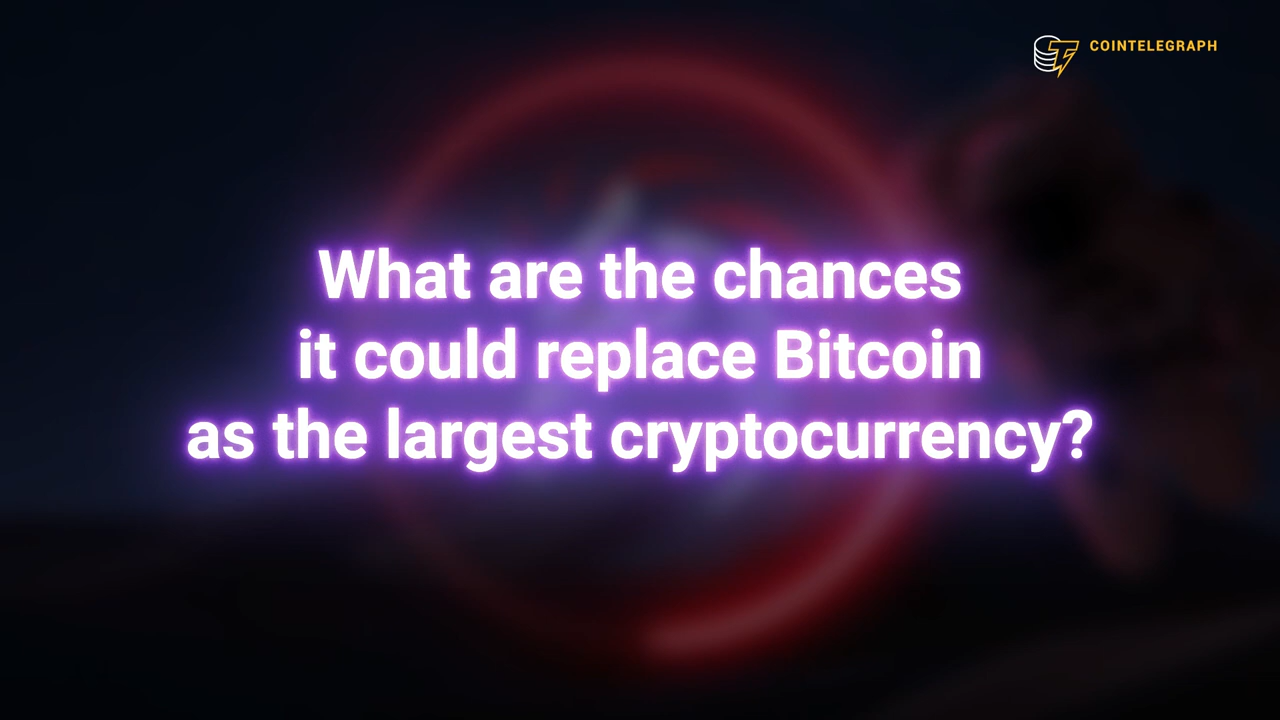 COINTELEGRAPH
What are the chances
it could replace Bitcoin
as the largest cryptocurrency?